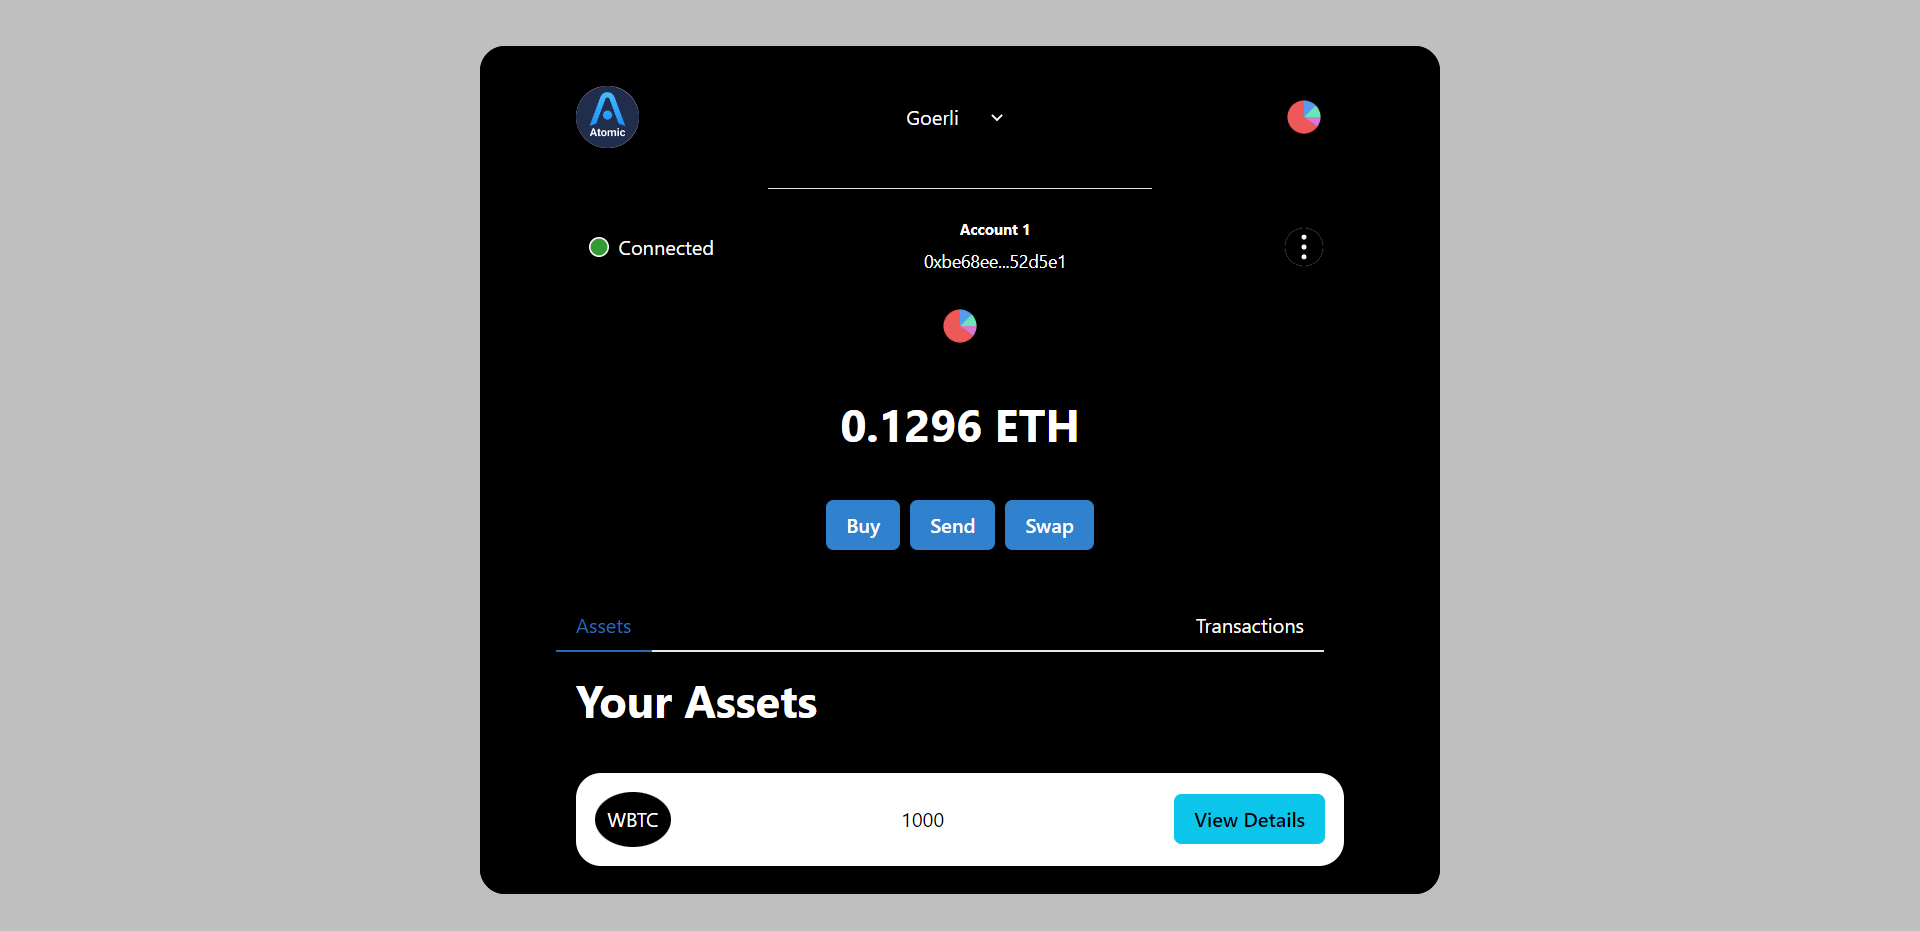 Atomic
Goerli
Connected
Account 1
0xbe68ee...52d5e1
0.1296 ETH
Buy Send Swap
Assets Transactions
Your Assets
WBTC 1000 View Details